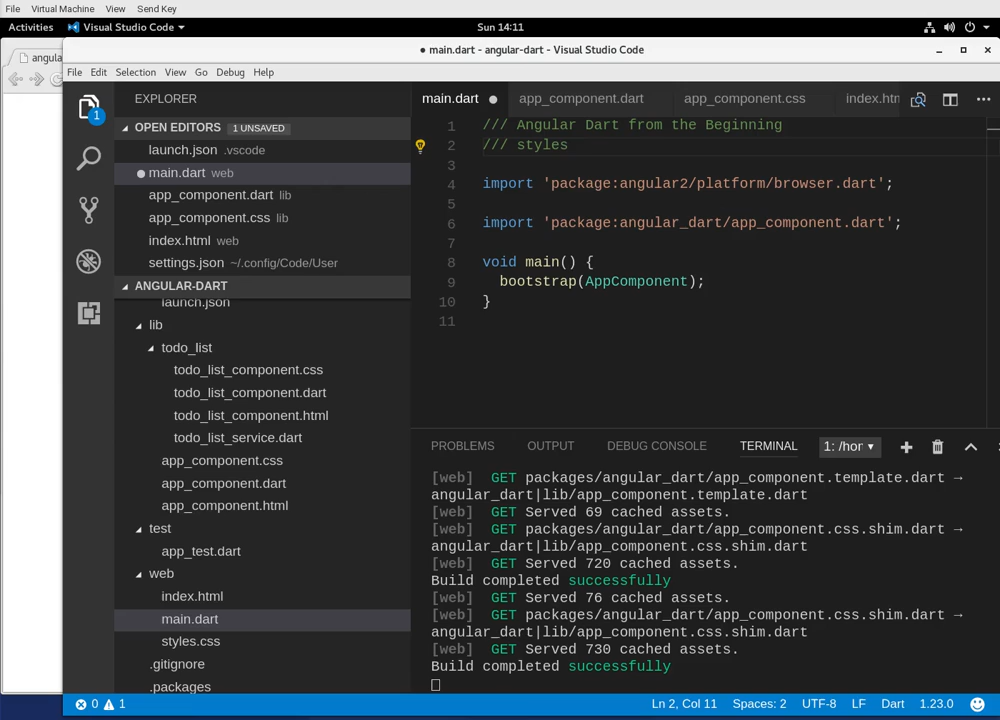 File Virtual Machine View Send Key
Activities Visual Studio Code ▾ Sun 14:11
angula
● main.dart - angular-dart - Visual Studio Code
File Edit Selection View Go Debug Help
1
EXPLORER
OPEN EDITORS 1 UNSAVED
launch.json .vscode
main.dart web
app_component.dart lib
app_component.css lib
index.html web
settings.json ~/.config/Code/User
ANGULAR-DART
launch.json
lib
todo_list
todo_list_component.css
todo_list_component.dart
todo_list_component.html
todo_list_service.dart
app_component.css
app_component.dart
app_component.html
test
app_test.dart
web
index.html
main.dart
styles.css
.gitignore
.packages
main.dart ● app_component.dart app_component.css index.htm
1 /// Angular Dart from the Beginning
2 /// styles
3
4 import 'package:angular2/platform/browser.dart';
5
6 import 'package:angular_dart/app_component.dart';
7
8 void main() {
9 bootstrap(AppComponent);
10 }
11
PROBLEMS OUTPUT DEBUG CONSOLE TERMINAL 1: /hor ▾
[web] GET packages/angular_dart/app_component.template.dart →
angular_dart|lib/app_component.template.dart
[web] GET Served 69 cached assets.
[web] GET packages/angular_dart/app_component.css.shim.dart →
angular_dart|lib/app_component.css.shim.dart
[web] GET Served 720 cached assets.
Build completed successfully
[web] GET Served 76 cached assets.
[web] GET packages/angular_dart/app_component.css.shim.dart →
angular_dart|lib/app_component.css.shim.dart
[web] GET Served 730 cached assets.
Build completed successfully
0 1 Ln 2, Col 11 Spaces: 2 UTF-8 LF Dart 1.23.0